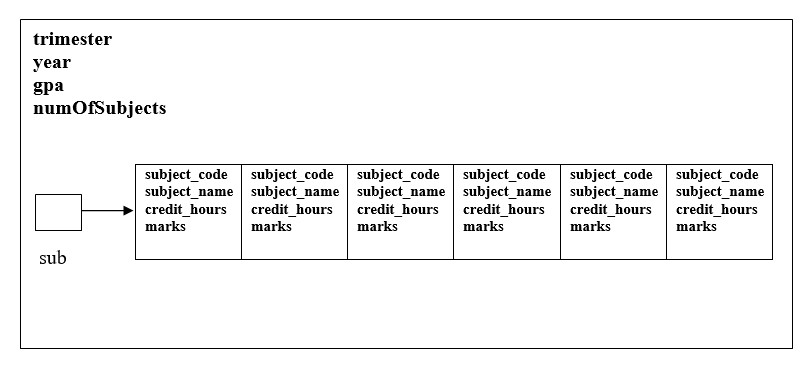 trimester
year
gpa
numOfSubjects
subject_code subject_code subject_code subject_code subject_code subject_code
subject_name subject_name subject_name subject_name subject_name subject_name
credit_hours credit_hours credit_hours credit_hours credit_hours credit_hours
marks marks marks marks marks marks
sub